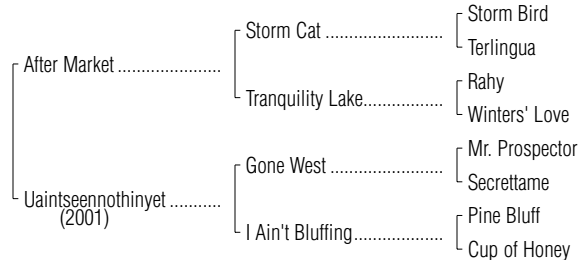 Storm Bird
Storm Cat ......................
Terlingua
After Market ....................
Rahy
Tranquility Lake................
Winters' Love
Mr. Prospector
Gone West .....................
Secrettame
Uaintseennothinyet ..........
(2001)
Pine Bluff
I Ain't Bluffing.................
Cup of Honey